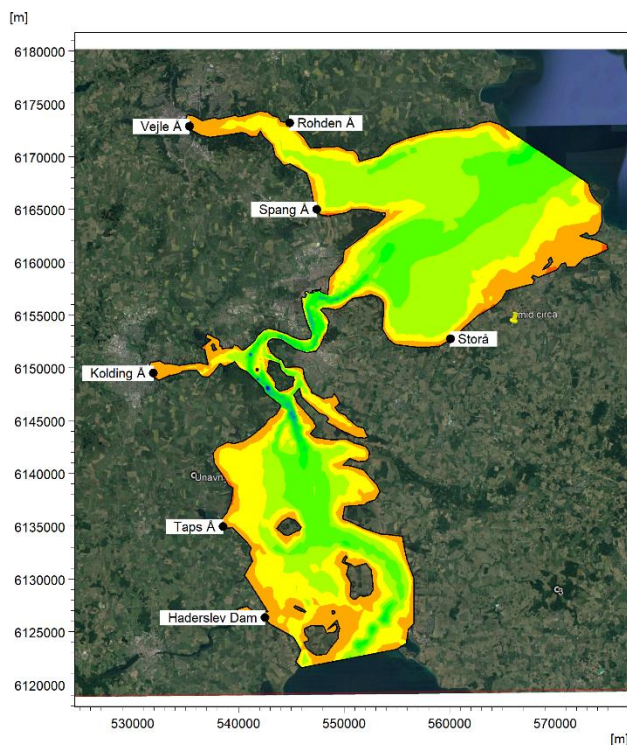 [m]
6180000
6175000
Vejle Å
Rohden Å
6170000
6165000
Spang Å
6160000
6155000
mid circa
Storå
6150000
Kolding Å
6145000
6140000
Unavn
6135000
Taps Å
6130000
6125000
Haderslev Dam
6120000
530000
540000
550000
560000
570000
[m]